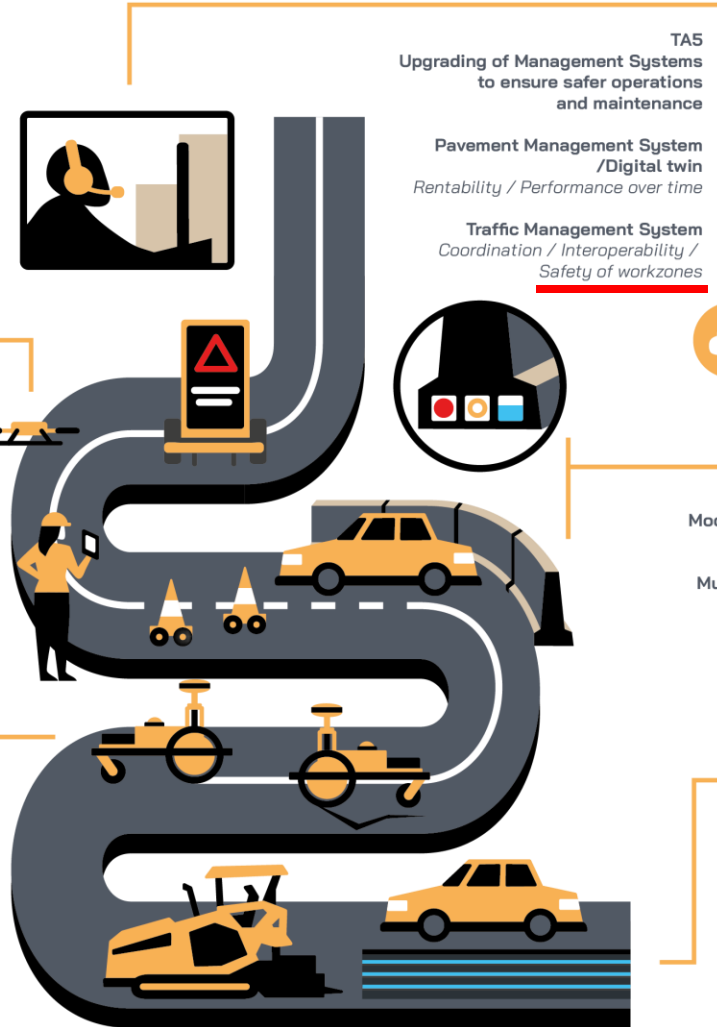 TA5
Upgrading of Management Systems
to ensure safer operations
and maintenance
Pavement Management System
/Digital twin
Rentability / Performance over time
Traffic Management System
Coordination / Interoperability /
Safety of workzones